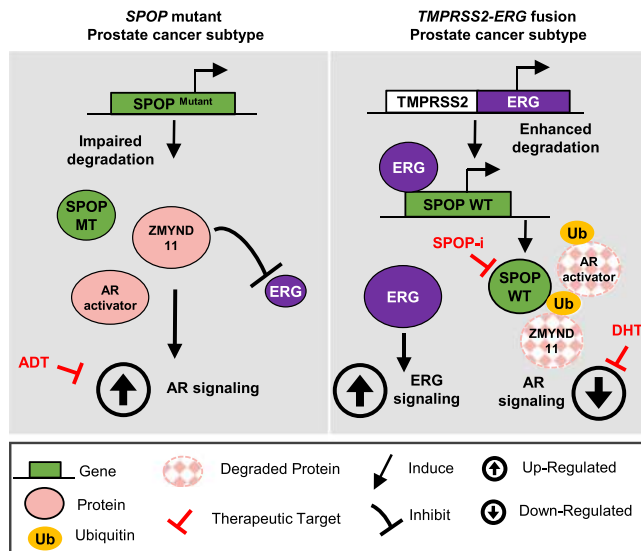 SPOP mutant
Prostate cancer subtype
SPOP Mutant
Impaired
degradation
SPOP
MT
ZMYND
11
ERG
AR
activator
ADT
AR signaling
TMPRSS2-ERG fusion
Prostate cancer subtype
TMPRSS2
ERG
Enhanced
degradation
ERG
SPOP WT
SPOP-i
Ub
SPOP
WT
AR
activator
ERG
Ub
ZMYND
11
DHT
ERG
signaling
AR
signaling
Gene
Degraded Protein
Induce
Up-Regulated
Protein
Ub
Ubiquitin
Therapeutic Target
Inhibit
Down-Regulated